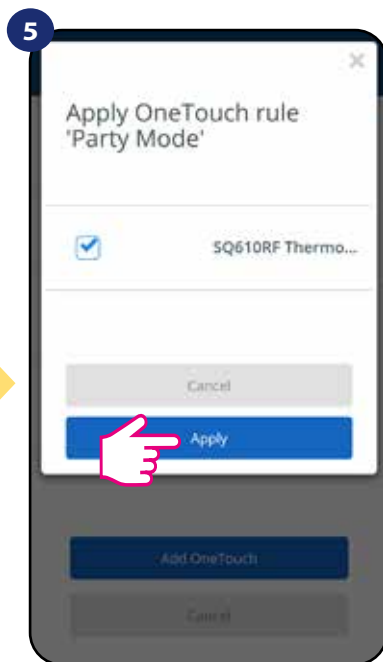 5
×
Apply OneTouch rule
'Party Mode'
SQ610RF Thermo...
Cancel
Apply
Add OneTouch
Cancel